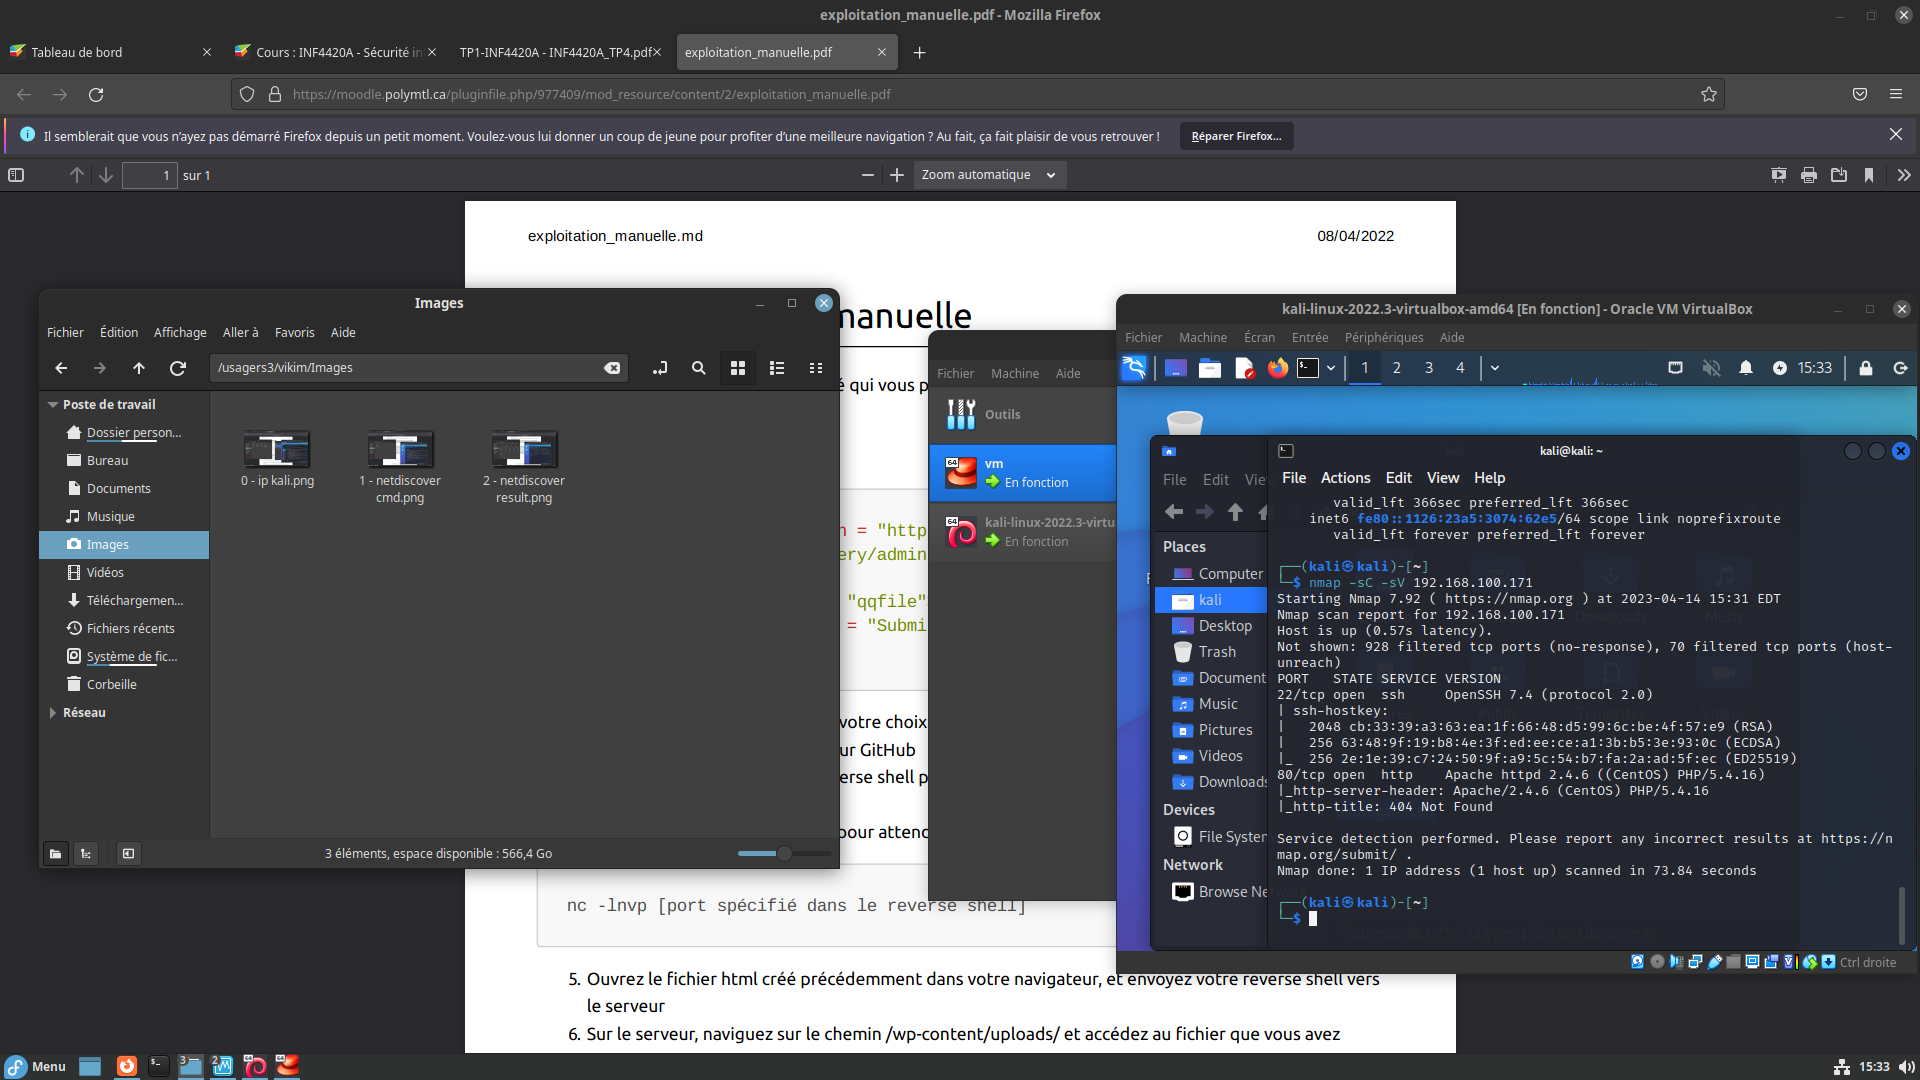 exploitation_manuelle.pdf - Mozilla Firefox
Tableau de bord
Cours : INF4420A - Sécurité in
TP1-INF4420A - INF4420A_TP4.pdf
exploitation_manuelle.pdf
https://moodle.polymtl.ca/pluginfile.php/977409/mod_resource/content/2/exploitation_manuelle.pdf
Il semblerait que vous n'ayez pas démarré Firefox depuis un petit moment. Voulez-vous lui donner un coup de jeune pour profiter d'une meilleure navigation ? Au fait, ça fait plaisir de vous retrouver !
Réparer Firefox...
1 sur 1
Zoom automatique
exploitation_manuelle.md
08/04/2022
manuelle
é qui vous p
n = "http
ery/admin
"qqfile"
= "Submi
votre choix
ur GitHub
erse shell p
pour attend
nc -lnvp [port spécifié dans le reverse shell]
5. Ouvrez le fichier html créé précédemment dans votre navigateur, et envoyez votre reverse shell vers
le serveur
6. Sur le serveur, naviguez sur le chemin /wp-content/uploads/ et accédez au fichier que vous avez
Images
Fichier Édition Affichage Aller à Favoris Aide
/usagers3/vikim/Images
Poste de travail
Dossier person...
Bureau
Documents
Musique
Images
Vidéos
Téléchargemen...
Fichiers récents
Système de fic...
Corbeille
Réseau
0 - ip kali.png
1 - netdiscover
cmd.png
2 - netdiscover
result.png
3 éléments, espace disponible : 566,4 Go
Fichier Machine Aide
Outils
64
vm
En fonction
64
kali-linux-2022.3-virtua
En fonction
kali-linux-2022.3-virtualbox-amd64 [En fonction] - Oracle VM VirtualBox
Fichier Machine Écran Entrée Périphériques Aide
1 2 3 4
15:33
File Edit Vie
Places
Computer
kali
Desktop
Trash
Document
Music
Pictures
Videos
Downloads
Devices
File System
Network
Browse Ne
kali@kali: ~
File Actions Edit View Help
valid_lft 366sec preferred_lft 366sec
inet6 fe80::1126:23a5:3074:62e5/64 scope link noprefixroute
valid_lft forever preferred_lft forever
┌──(kali㉿kali)-[~]
└─$ nmap -sC -sV 192.168.100.171
Starting Nmap 7.92 ( https://nmap.org ) at 2023-04-14 15:31 EDT
Nmap scan report for 192.168.100.171
Host is up (0.57s latency).
Not shown: 928 filtered tcp ports (no-response), 70 filtered tcp ports (host-
unreach)
PORT   STATE SERVICE VERSION
22/tcp open  ssh     OpenSSH 7.4 (protocol 2.0)
| ssh-hostkey:
|   2048 cb:33:39:a3:63:ea:1f:66:48:d5:99:6c:be:4f:57:e9 (RSA)
|   256 63:48:9f:19:b8:4e:3f:ed:ee:ce:a1:3b:b5:3e:93:0c (ECDSA)
|_  256 2e:1e:39:c7:24:50:9f:a9:5c:54:b7:fa:2a:ad:5f:ec (ED25519)
80/tcp open  http    Apache httpd 2.4.6 ((CentOS) PHP/5.4.16)
|_http-server-header: Apache/2.4.6 (CentOS) PHP/5.4.16
|_http-title: 404 Not Found
Service detection performed. Please report any incorrect results at https://n
map.org/submit/ .
Nmap done: 1 IP address (1 host up) scanned in 73.84 seconds
┌──(kali㉿kali)-[~]
└─$
Ctrl droite
Menu
3
2
64
64
15:33